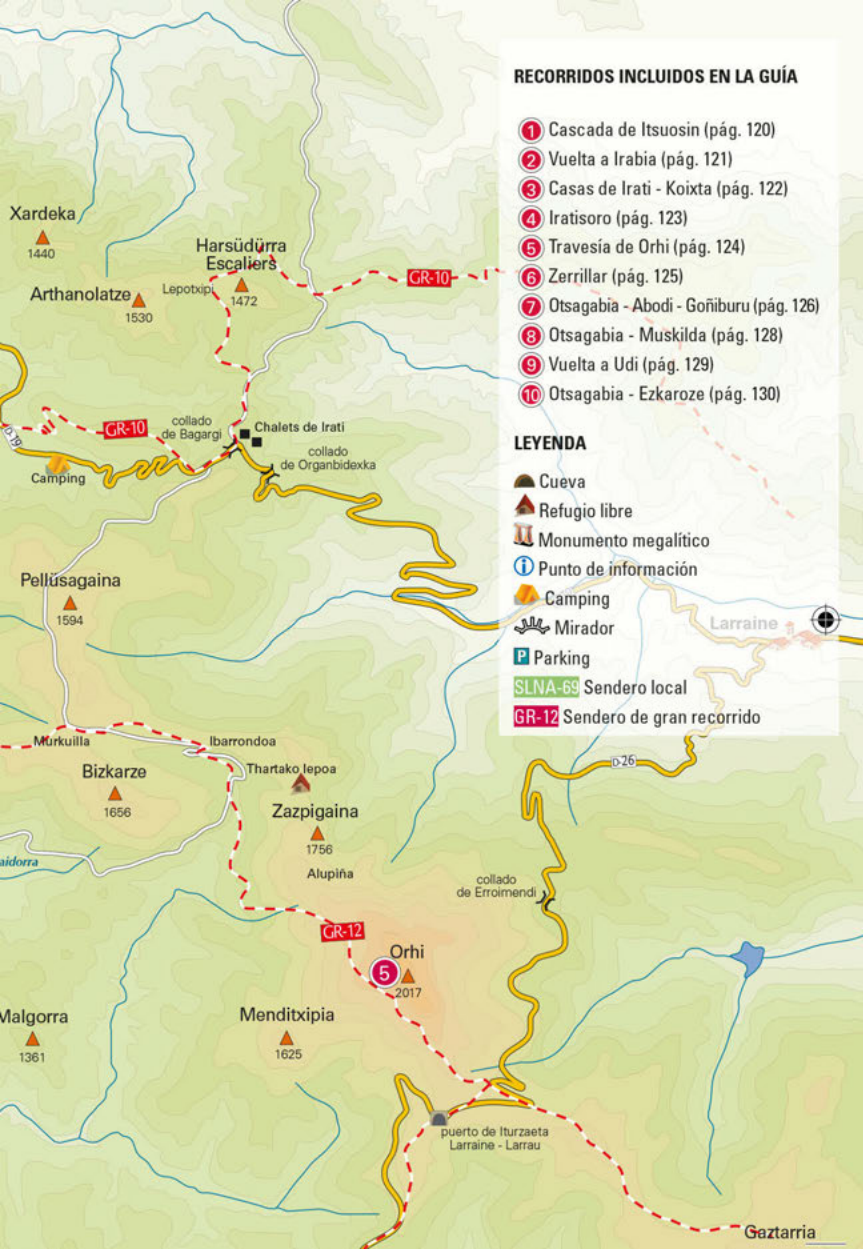 RECORRIDOS INCLUIDOS EN LA GUÍA
1 Cascada de Itsuosin (pág. 120)
2 Vuelta a Irabia (pág. 121)
3 Casas de Irati - Koixta (pág. 122)
4 Iratisoro (pág. 123)
5 Travesía de Orhi (pág. 124)
6 Zerrillar (pág. 125)
7 Otsagabia - Abodi - Goñiburu (pág. 126)
8 Otsagabia - Muskilda (pág. 128)
9 Vuelta a Udi (pág. 129)
10 Otsagabia - Ezkaroze (pág. 130)
LEYENDA
Cueva
Refugio libre
Monumento megalítico
i Punto de información
Camping
Mirador
P Parking
SLNA-69 Sendero local
GR-12 Sendero de gran recorrido
Xardeka
1440
Harsüdürra
Escaliers
1472
Lepotxipi
Arthanolatze
1530
GR-10
GR-10
D-19
collado
de Bagargi
Chalets de Irati
collado
de Organbidexka
Camping
Pellüsagaina
1594
Larraine
Murkuilla
Ibarrondoa
Bizkarze
1656
Thartako lepoa
Zazpigaina
1756
Alupiña
D-26
aidorra
collado
de Erroimendi
GR-12
Orhi
5
2017
Malgorra
1361
Menditxipia
1625
puerto de Iturzaeta
Larraine - Larrau
Gaztarria